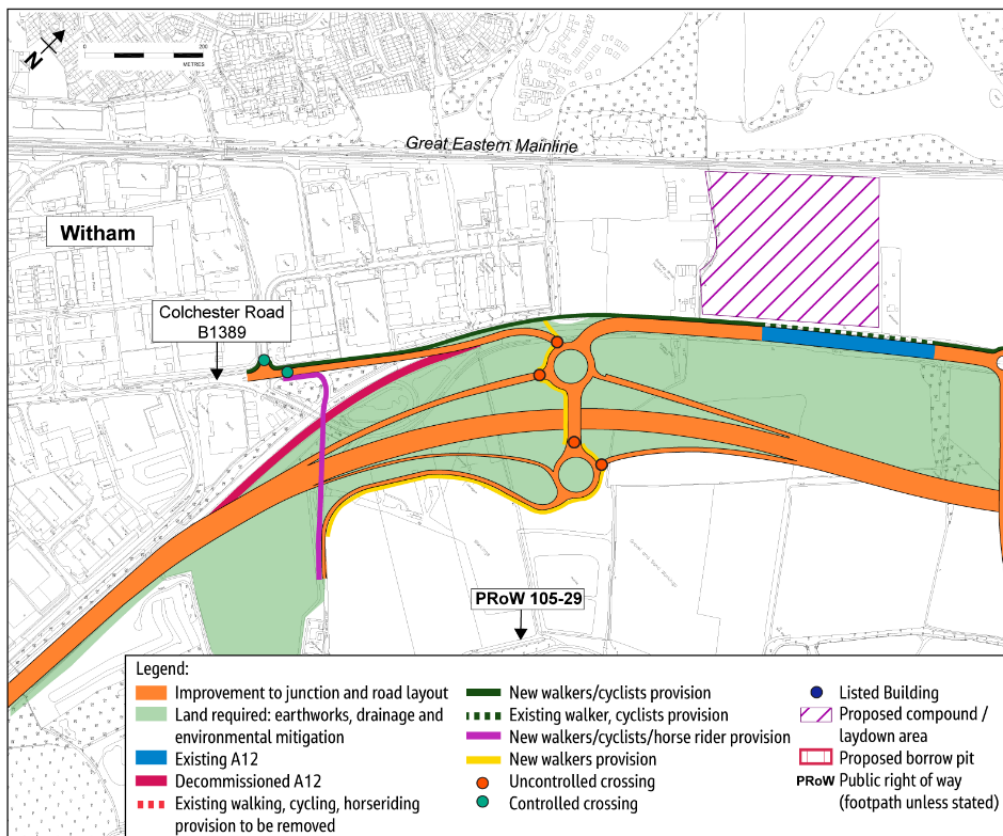 N
0
200
METRES
Great Eastern Mainline
Witham
Colchester Road
B1389
PRoW 105-29
Legend:
Improvement to junction and road layout
Land required: earthworks, drainage and
environmental mitigation
Existing A12
Decommissioned A12
Existing walking, cycling, horseriding
provision to be removed
New walkers/cyclists provision
Existing walker, cyclists provision
New walkers/cyclists/horse rider provision
New walkers provision
Uncontrolled crossing
Controlled crossing
Listed Building
Proposed compound /
laydown area
Proposed borrow pit
PRoW Public right of way
(footpath unless stated)